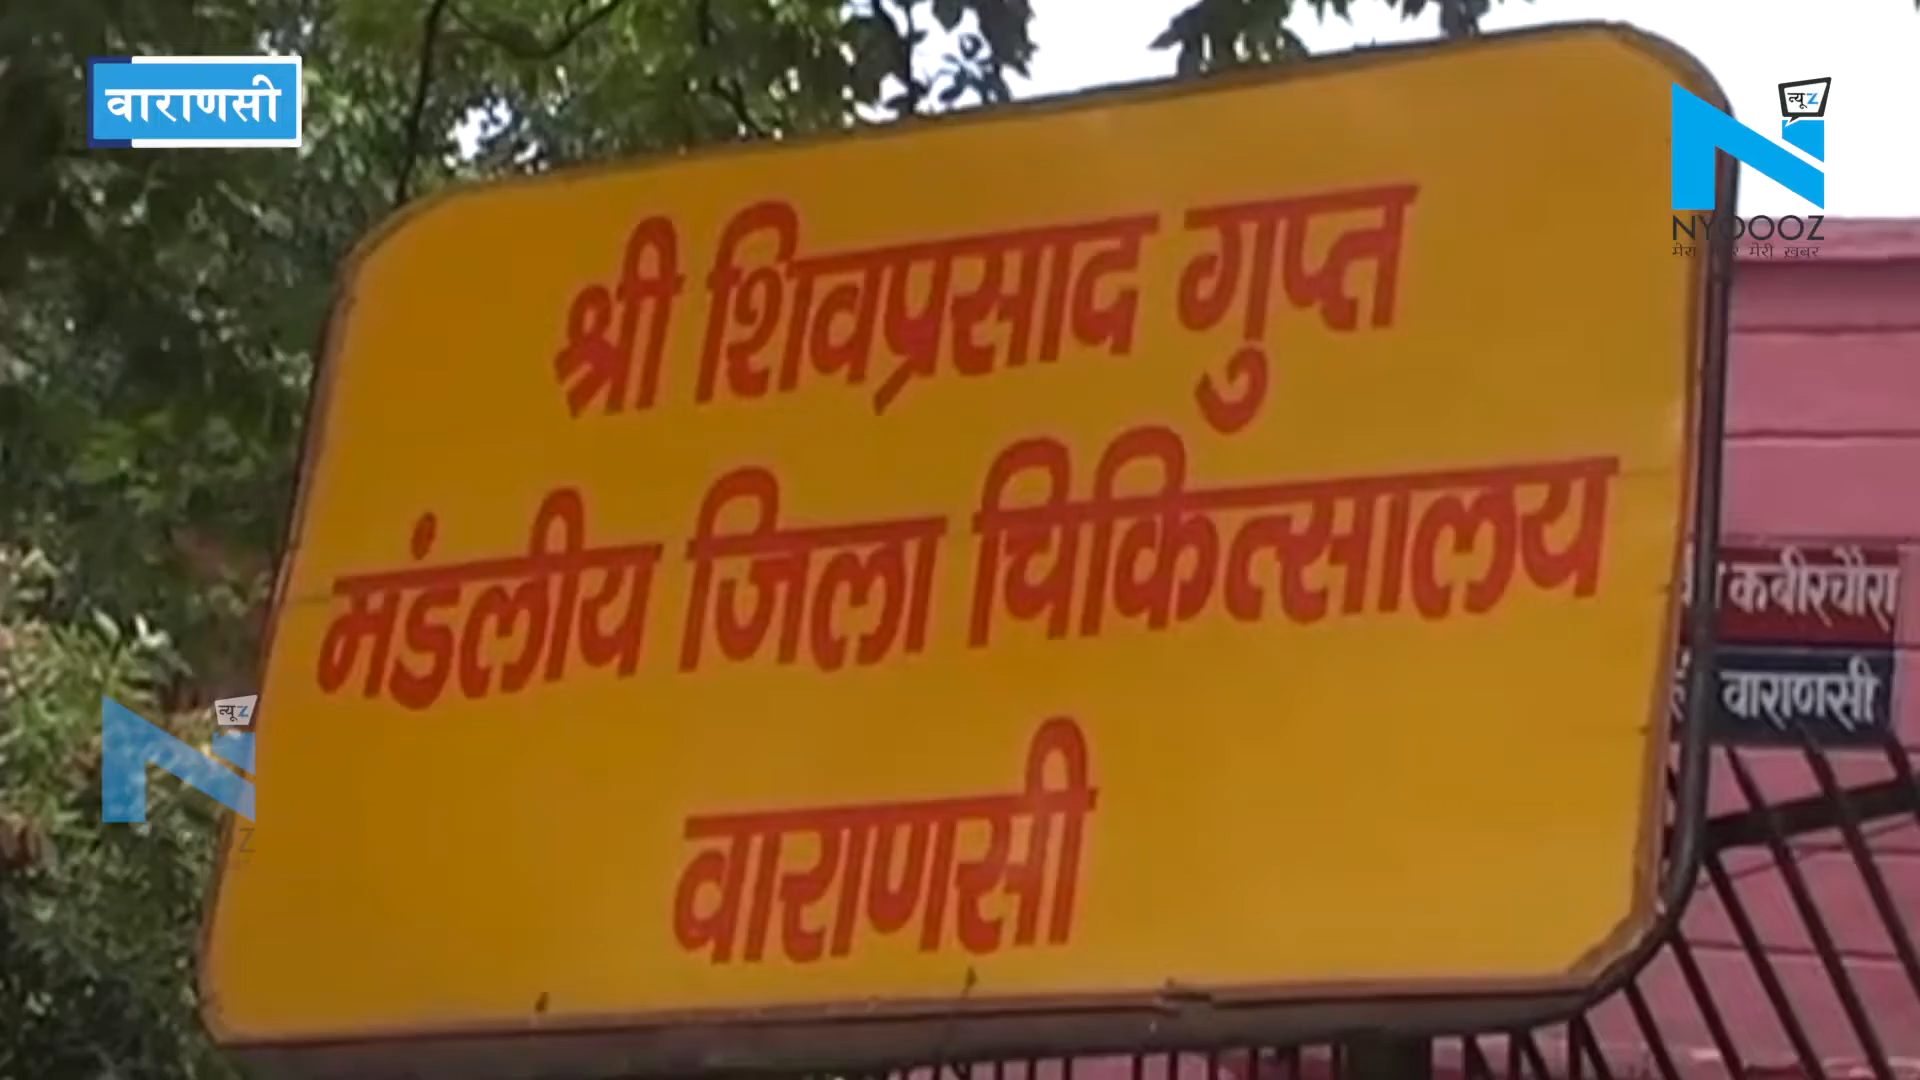 वाराणसी
न्यूz
NYOOOZ
श्री शिवप्रसाद गुप्त
मंडलीय जिला चिकित्सालय
वाराणसी
कबीरचौरा
वाराणसी
न्यूz